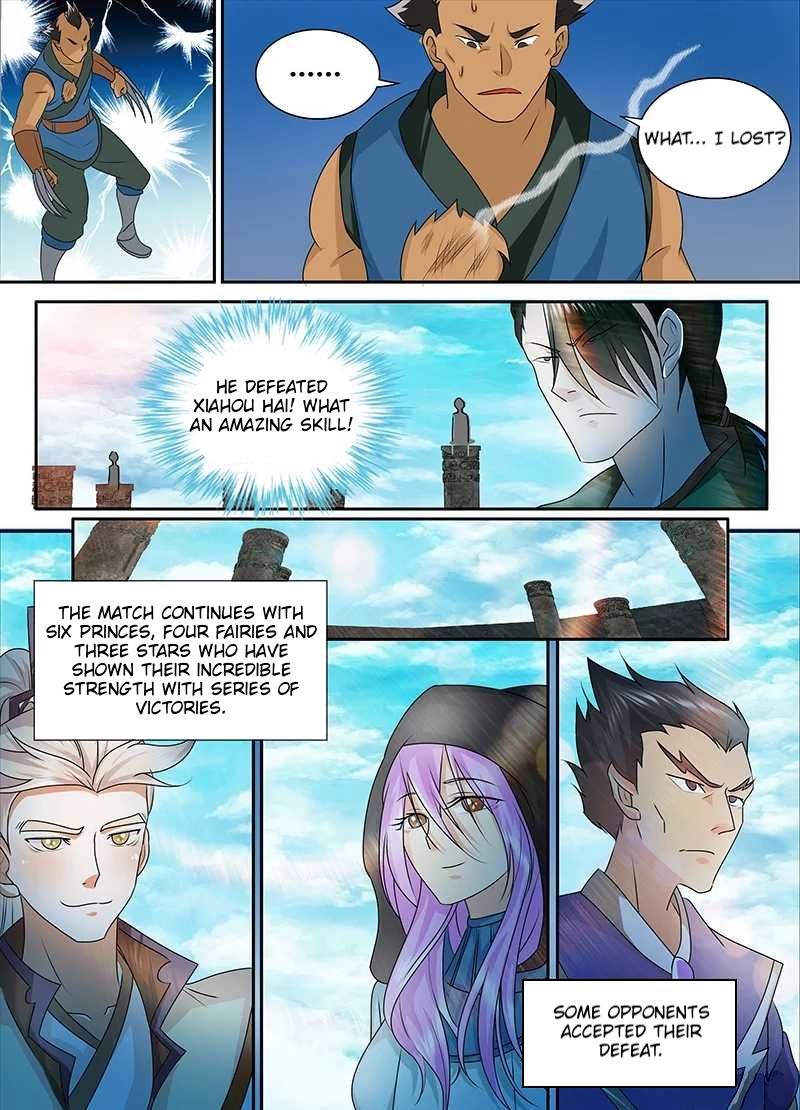 ......
WHAT... I LOST?
HE DEFEATED
XIAHOU HAI! WHAT
AN AMAZING SKILL!
THE MATCH CONTINUES WITH
SIX PRINCES, FOUR FAIRIES AND
THREE STARS WHO HAVE
SHOWN THEIR INCREDIBLE
STRENGTH WITH SERIES OF
VICTORIES.
SOME OPPONENTS
ACCEPTED THEIR
DEFEAT.